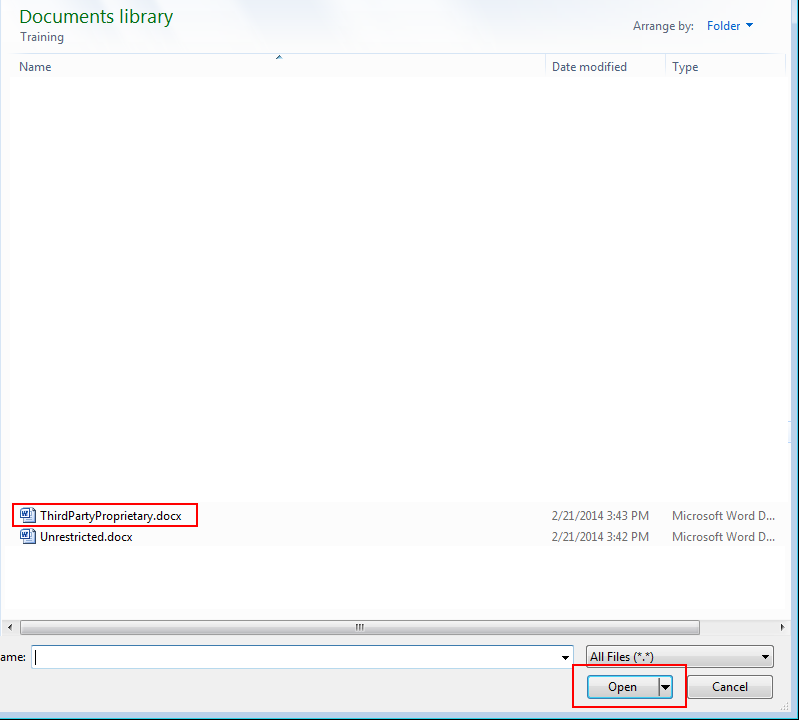 Documents library
Training
Arrange by: Folder
Name Date modified Type
ThirdPartyProprietary.docx 2/21/2014 3:43 PM Microsoft Word D...
Unrestricted.docx 2/21/2014 3:42 PM Microsoft Word D...
ame: All Files (*.*)
Open Cancel